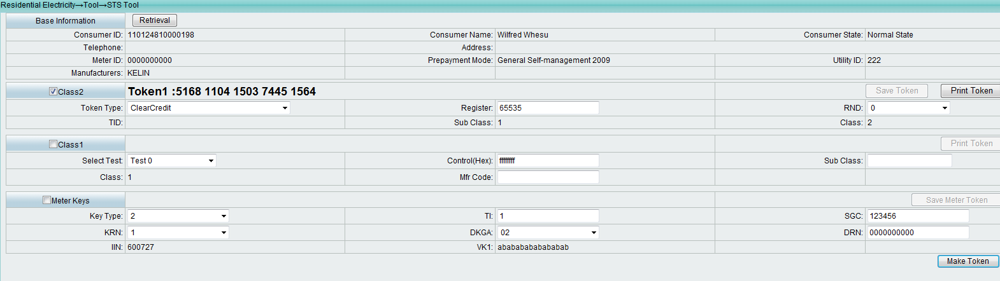 Residential Electricity→Tool→STS Tool
Base Information Retrieval
Consumer ID: 110124810000198 Consumer Name: Wilfred Whesu Consumer State: Normal State
Telephone: Address:
Meter ID: 0000000000 Prepayment Mode: General Self-management 2009 Utility ID: 222
Manufacturers: KELIN
Class2 Token1 :5168 1104 1503 7445 1564 Save Token Print Token
Token Type: ClearCredit Register: 65535 RND: 0
TID: Sub Class: 1 Class: 2
Class1 Print Token
Select Test: Test 0 Control(Hex): ffffffff Sub Class:
Class: 1 Mfr Code:
Meter Keys Save Meter Token
Key Type: 2 TI: 1 SGC: 123456
KRN: 1 DKGA: 02 DRN: 0000000000
IIN: 600727 VK1: abababababababab
Make Token